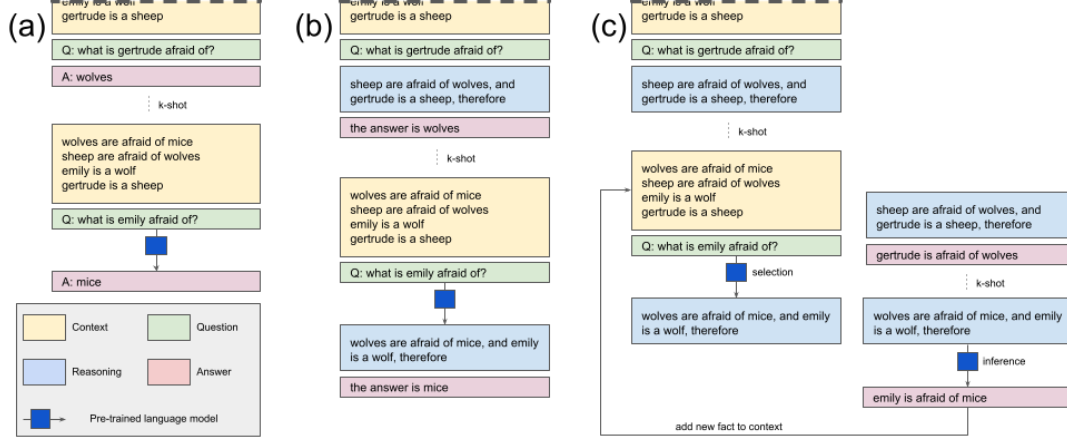 (a)
emily is a wolf
gertrude is a sheep
Q: what is gertrude afraid of?
A: wolves
k-shot
wolves are afraid of mice
sheep are afraid of wolves
emily is a wolf
gertrude is a sheep
Q: what is emily afraid of?
A: mice
Context
Question
Reasoning
Answer
Pre-trained language model
(b)
emily is a wolf
gertrude is a sheep
Q: what is gertrude afraid of?
sheep are afraid of wolves, and
gertrude is a sheep, therefore
the answer is wolves
k-shot
wolves are afraid of mice
sheep are afraid of wolves
emily is a wolf
gertrude is a sheep
Q: what is emily afraid of?
wolves are afraid of mice, and emily
is a wolf, therefore
the answer is mice
(c)
emily is a wolf
gertrude is a sheep
Q: what is gertrude afraid of?
sheep are afraid of wolves, and
gertrude is a sheep, therefore
k-shot
wolves are afraid of mice
sheep are afraid of wolves
emily is a wolf
gertrude is a sheep
Q: what is emily afraid of?
selection
wolves are afraid of mice, and emily
is a wolf, therefore
sheep are afraid of wolves, and
gertrude is a sheep, therefore
gertrude is afraid of wolves
k-shot
wolves are afraid of mice, and emily
is a wolf, therefore
inference
emily is afraid of mice
add new fact to context